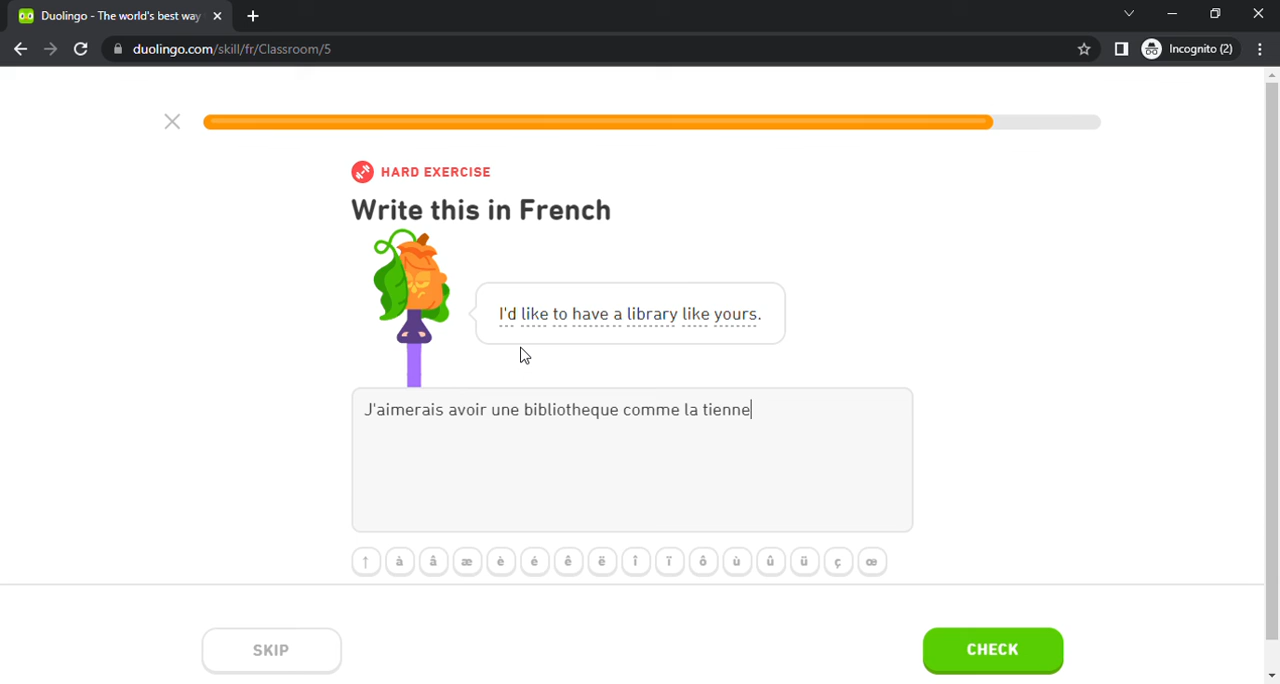 Duolingo - The world's best way
duolingo.com/skill/fr/Classroom/5
Incognito (2)
HARD EXERCISE
Write this in French
I'd like to have a library like yours.
J'aimerais avoir une bibliotheque comme la tienne
↑ à â æ è é ê ë î ï ô ù û ü ç œ
SKIP
CHECK